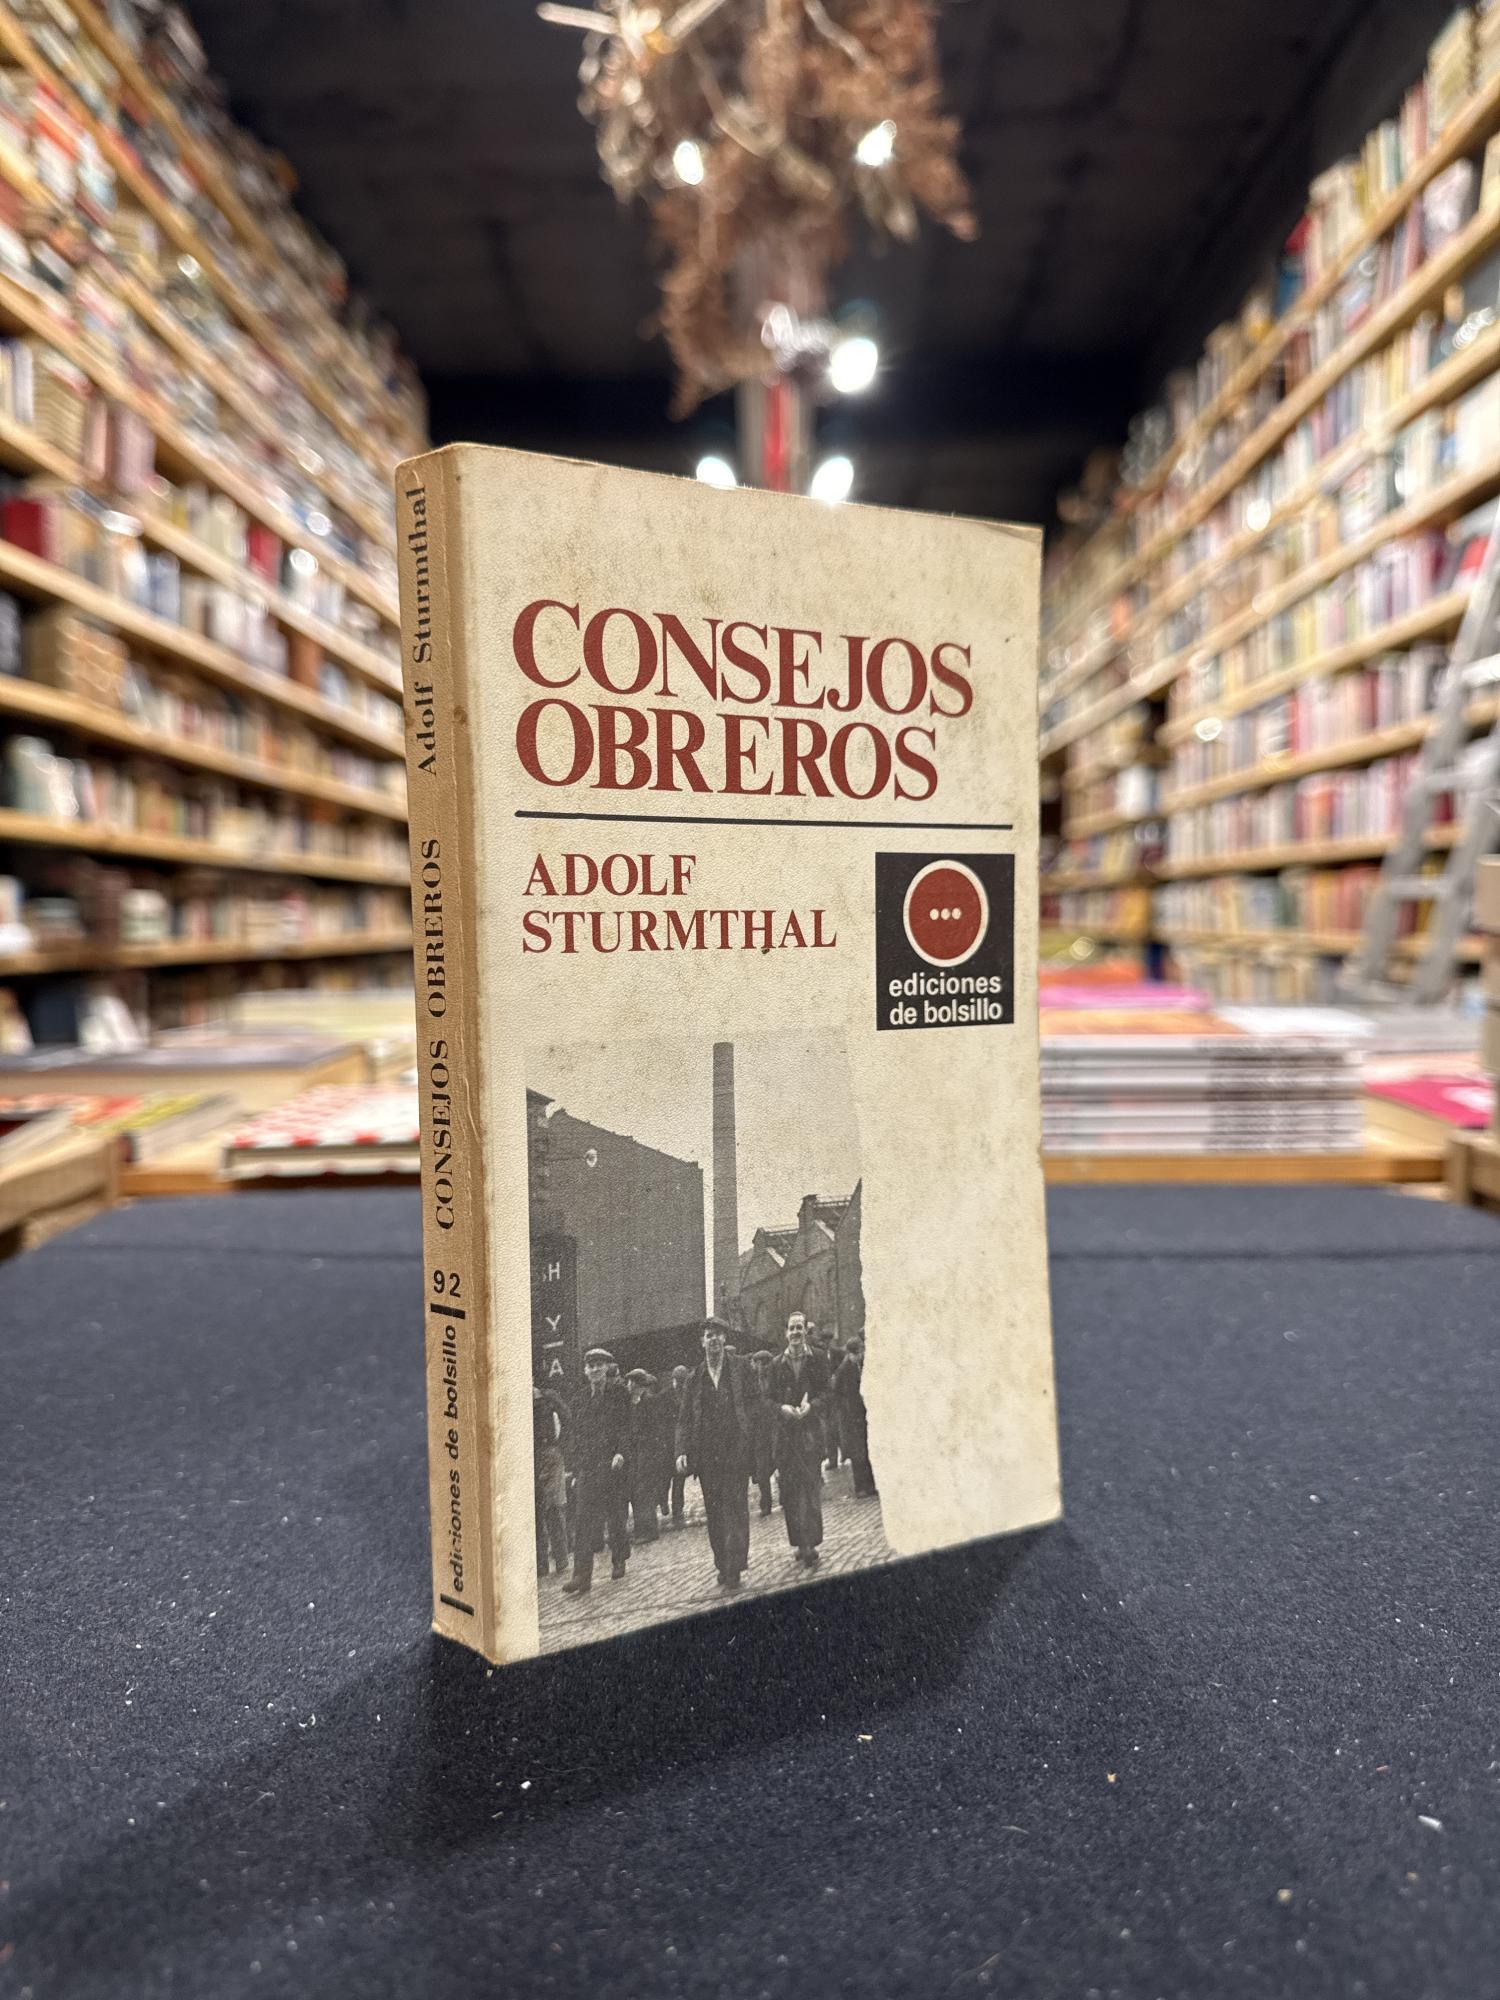 CONSEJOS
OBREROS
ADOLF
STURMTHAL
ediciones
de bolsillo
Adolf Sturmthal
CONSEJOS OBREROS
92
ediciones de bolsillo
H
Y
A